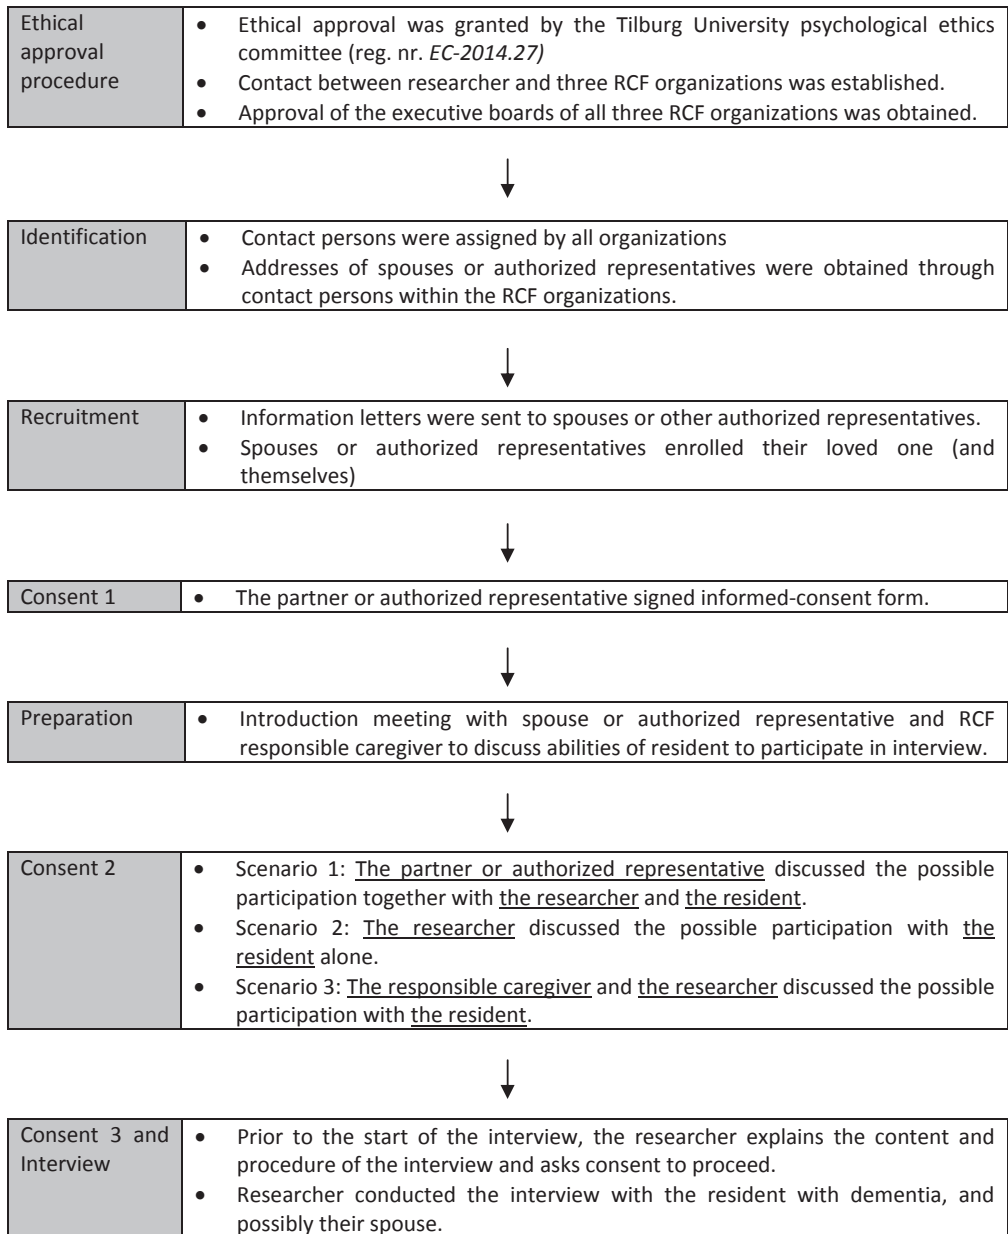 Ethical
approval
procedure
• Ethical approval was granted by the Tilburg University psychological ethics
committee (reg. nr. EC-2014.27)
• Contact between researcher and three RCF organizations was established.
• Approval of the executive boards of all three RCF organizations was obtained.
Identification
• Contact persons were assigned by all organizations
• Addresses of spouses or authorized representatives were obtained through
contact persons within the RCF organizations.
Recruitment
• Information letters were sent to spouses or other authorized representatives.
• Spouses or authorized representatives enrolled their loved one (and
themselves)
Consent 1
• The partner or authorized representative signed informed-consent form.
Preparation
• Introduction meeting with spouse or authorized representative and RCF
responsible caregiver to discuss abilities of resident to participate in interview.
Consent 2
• Scenario 1: The partner or authorized representative discussed the possible
participation together with the researcher and the resident.
• Scenario 2: The researcher discussed the possible participation with the
resident alone.
• Scenario 3: The responsible caregiver and the researcher discussed the possible
participation with the resident.
Consent 3 and
Interview
• Prior to the start of the interview, the researcher explains the content and
procedure of the interview and asks consent to proceed.
• Researcher conducted the interview with the resident with dementia, and
possibly their spouse.